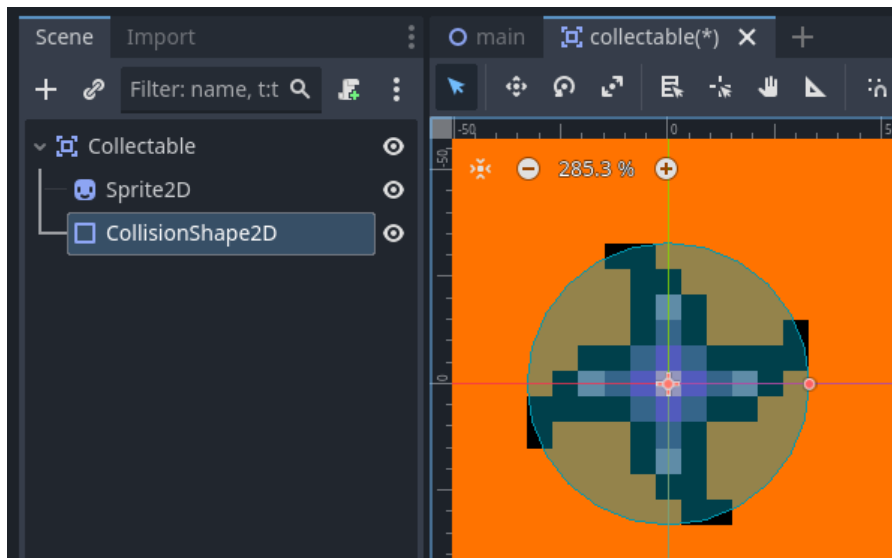 Scene Import
main collectable(*)
Filter: name, t:t
-50 0 5
-50
285.3 %
Collectable
Sprite2D
CollisionShape2D
0